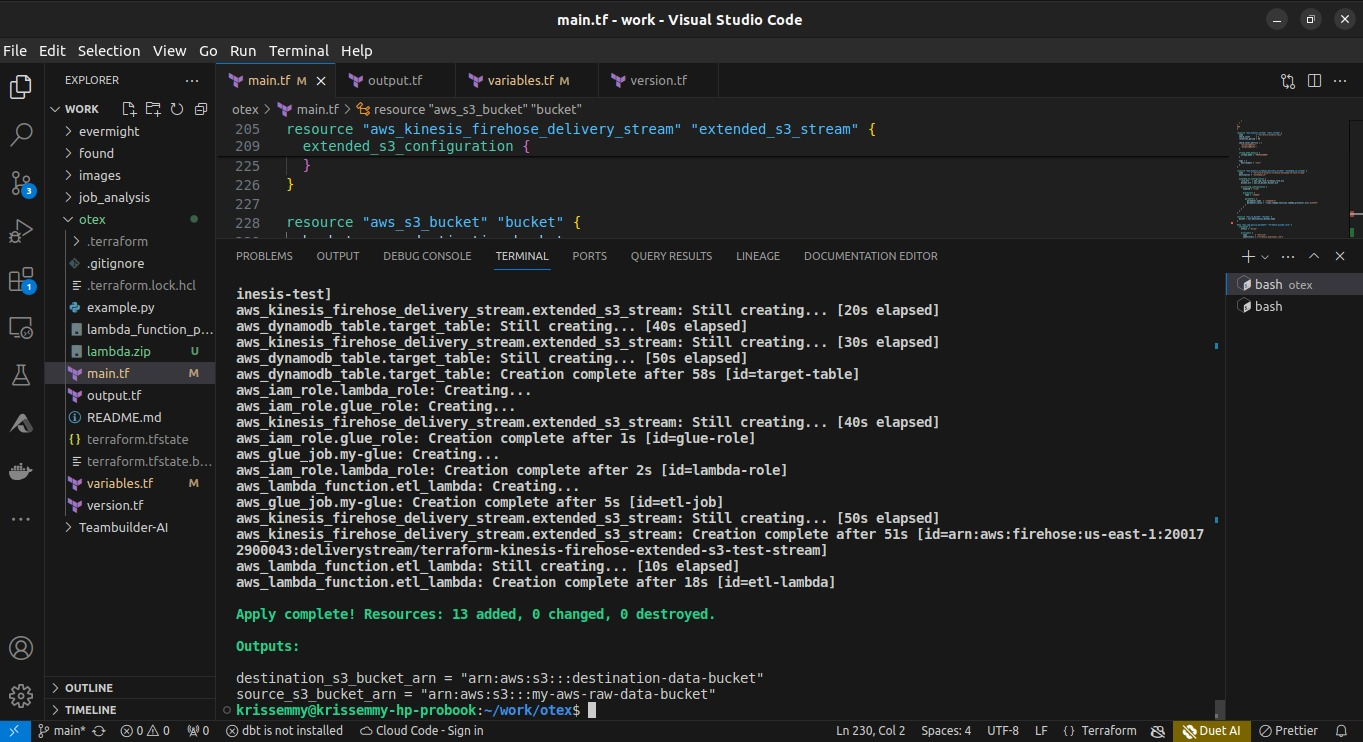 main.tf - work - Visual Studio Code
File Edit Selection View Go Run Terminal Help
EXPLORER
WORK
evermight
found
images
job_analysis
otex
.terraform
.gitignore
.terraform.lock.hcl
example.py
lambda_function_p...
lambda.zip U
main.tf M
output.tf
README.md
terraform.tfstate
terraform.tfstate.b...
variables.tf M
version.tf
Teambuilder-AI
OUTLINE
TIMELINE
3
1
main.tf M output.tf variables.tf M version.tf
otex > main.tf > resource "aws_s3_bucket" "bucket"
205 resource "aws_kinesis_firehose_delivery_stream" "extended_s3_stream" {
209 extended_s3_configuration {
225 }
226 }
227
228 resource "aws_s3_bucket" "bucket" {
PROBLEMS OUTPUT DEBUG CONSOLE TERMINAL PORTS QUERY RESULTS LINEAGE DOCUMENTATION EDITOR
inesis-test]
aws_kinesis_firehose_delivery_stream.extended_s3_stream: Still creating... [20s elapsed]
aws_dynamodb_table.target_table: Still creating... [40s elapsed]
aws_kinesis_firehose_delivery_stream.extended_s3_stream: Still creating... [30s elapsed]
aws_dynamodb_table.target_table: Still creating... [50s elapsed]
aws_dynamodb_table.target_table: Creation complete after 58s [id=target-table]
aws_iam_role.lambda_role: Creating...
aws_iam_role.glue_role: Creating...
aws_kinesis_firehose_delivery_stream.extended_s3_stream: Still creating... [40s elapsed]
aws_iam_role.glue_role: Creation complete after 1s [id=glue-role]
aws_glue_job.my-glue: Creating...
aws_iam_role.lambda_role: Creation complete after 2s [id=lambda-role]
aws_lambda_function.etl_lambda: Creating...
aws_glue_job.my-glue: Creation complete after 5s [id=etl-job]
aws_kinesis_firehose_delivery_stream.extended_s3_stream: Still creating... [50s elapsed]
aws_kinesis_firehose_delivery_stream.extended_s3_stream: Creation complete after 51s [id=arn:aws:firehose:us-east-1:20017
2900043:deliverystream/terraform-kinesis-firehose-extended-s3-test-stream]
aws_lambda_function.etl_lambda: Still creating... [10s elapsed]
aws_lambda_function.etl_lambda: Creation complete after 18s [id=etl-lambda]
Apply complete! Resources: 13 added, 0 changed, 0 destroyed.
Outputs:
destination_s3_bucket_arn = "arn:aws:s3:::destination-data-bucket"
source_s3_bucket_arn = "arn:aws:s3:::my-aws-raw-data-bucket"
krissemmy@krissemmy-hp-probook:~/work/otex$
bash otex
bash
main* 0 0 0 dbt is not installed Cloud Code - Sign in Ln 230, Col 2 Spaces: 4 UTF-8 LF {} Terraform Duet AI Prettier